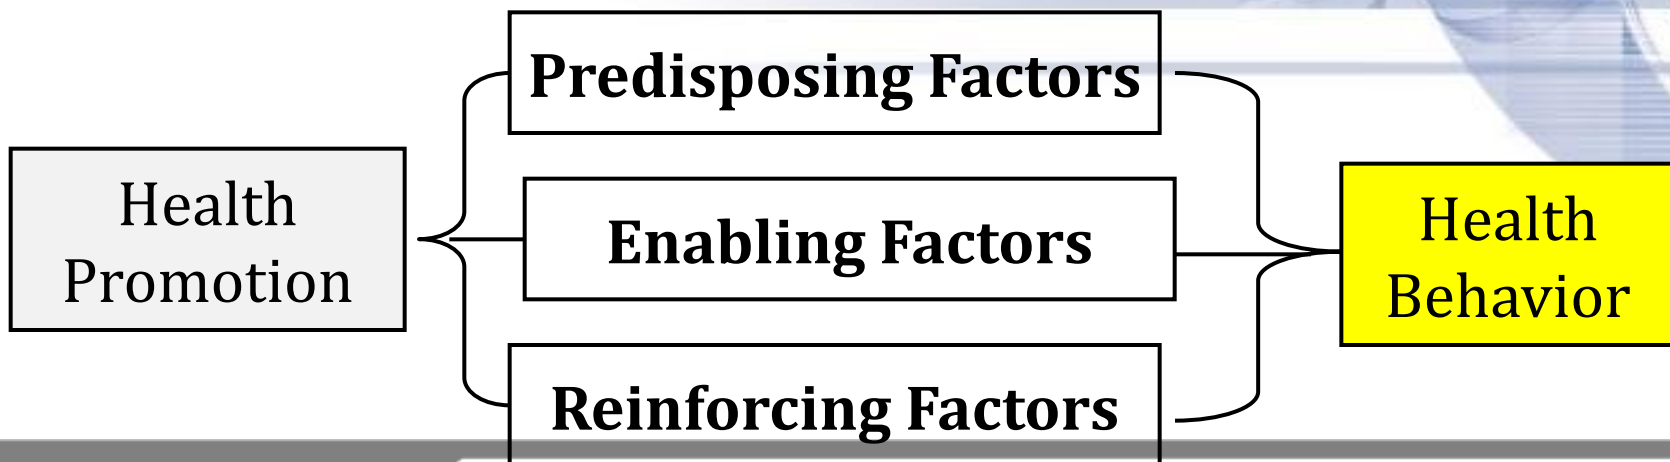 Predisposing Factors
Health
Promotion
Enabling Factors
Health
Behavior
Reinforcing Factors